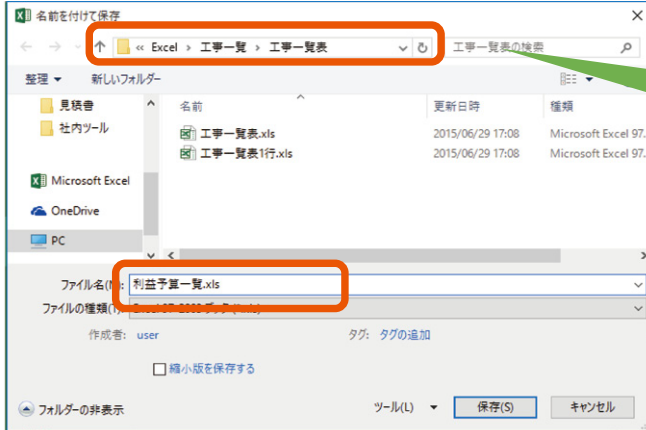 名前を付けて保存
« Excel › 工事一覧 › 工事一覧表
工事一覧表の検索
整理 新しいフォルダー
見積書
社内ツール
Microsoft Excel
OneDrive
PC
名前 更新日時 種類
工事一覧表.xls 2015/06/29 17:08 Microsoft Excel 97.
工事一覧表1行.xls 2015/06/29 17:08 Microsoft Excel 97.
ファイル名(N): 利益予算一覧.xls
ファイルの種類(T):
作成者: user タグ: タグの追加
縮小版を保存する
フォルダーの非表示 ツール(L) 保存(S) キャンセル